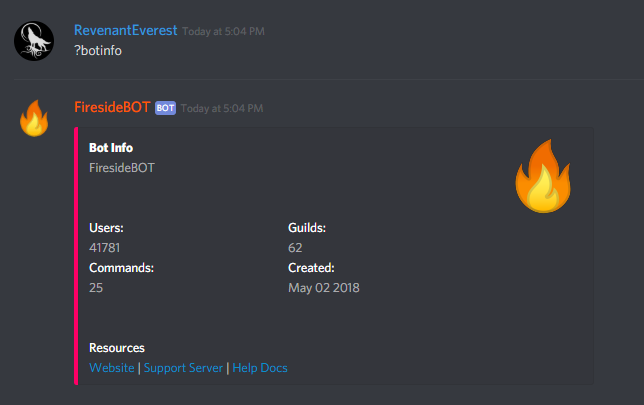 RevenantEverest Today at 5:04 PM
?botinfo
FiresideBOT BOT Today at 5:04 PM
Bot Info
FiresideBOT
Users: Guilds:
41781 62
Commands: Created:
25 May 02 2018
Resources
Website | Support Server | Help Docs